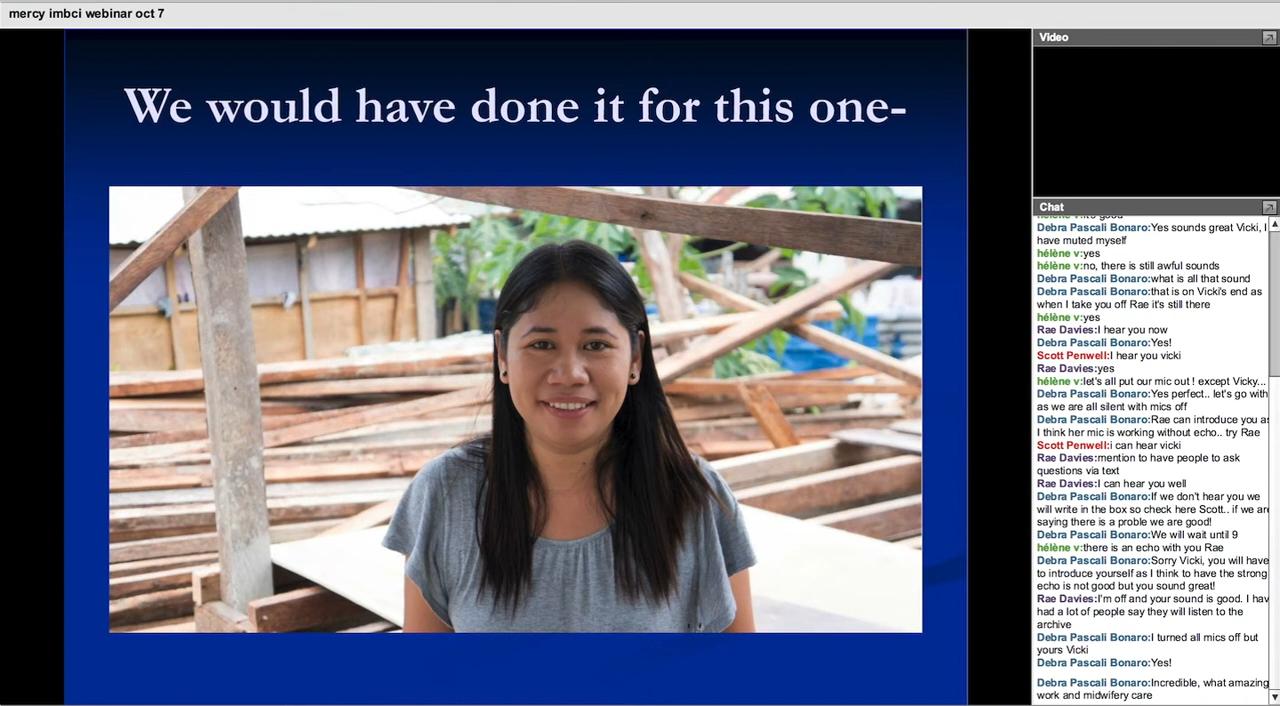 mercy imbci webinar oct 7
We would have done it for this one-
Video
Chat
hélène v:it's good
Debra Pascali Bonaro:Yes sounds great Vicki, I
have muted myself
hélène v:yes
hélène v:no, there is still awful sounds
Debra Pascali Bonaro:what is all that sound
Debra Pascali Bonaro:that is on Vicki's end as
when I take you off Rae it's still there
hélène v:yes
Rae Davies:I hear you now
Debra Pascali Bonaro:Yes!
Scott Penwell:I hear you vicki
Rae Davies:yes
hélène v:let's all put our mic out ! except Vicky...
Debra Pascali Bonaro:Yes perfect.. let's go with
as we are all silent with mics off
Debra Pascali Bonaro:Rae can introduce you as
I think her mic is working without echo.. try Rae
Scott Penwell:i can hear vicki
Rae Davies:mention to have people to ask
questions via text
Rae Davies:I can hear you well
Debra Pascali Bonaro:If we don't hear you we
will write in the box so check here Scott.. if we are
saying there is a proble we are good!
Debra Pascali Bonaro:We will wait until 9
hélène v:there is an echo with you Rae
Debra Pascali Bonaro:Sorry Vicki, you will have
to introduce yourself as I think to have the strong
echo is not good but you sound great!
Rae Davies:I'm off and your sound is good. I hav
had a lot of people say they will listen to the
archive
Debra Pascali Bonaro:I turned all mics off but
yours Vicki
Debra Pascali Bonaro:Yes!
Debra Pascali Bonaro:Incredible, what amazing
work and midwifery care